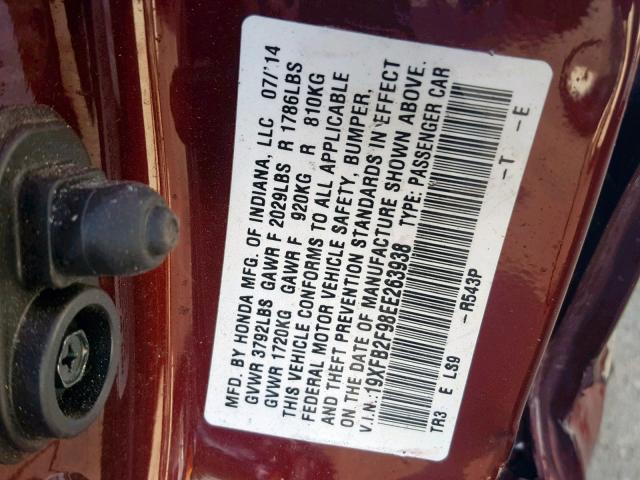 MFD. BY HONDA MFG. OF INDIANA, LLC 07/'14
GVWR 3792LBS GAWR F 2029LBS R 1786LBS
GVWR 1720KG GAWR F 920KG R 810KG
THIS VEHICLE CONFORMS TO ALL APPLICABLE
FEDERAL MOTOR VEHICLE SAFETY, BUMPER,
AND THEFT PREVENTION STANDARDS IN EFFECT
ON THE DATE OF MANUFACTURE SHOWN ABOVE.
V.I.N.: 19XFB2F98EE263938 TYPE: PASSENGER CAR
TR3 E LS9 -R543P -T -E